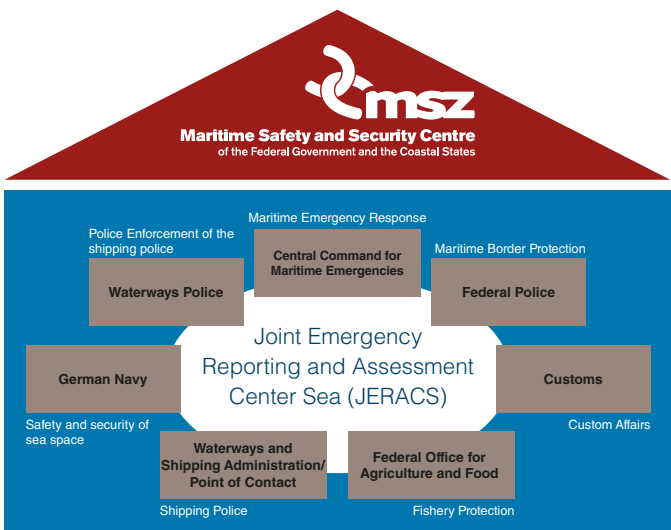 msz
Maritime Safety and Security Centre
of the Federal Government and the Coastal States
Maritime Emergency Response
Police Enforcement of the
shipping police
Maritime Border Protection
Central Command for
Maritime Emergencies
Waterways Police
Federal Police
Joint Emergency
Reporting and Assessment
Center Sea (JERACS)
German Navy
Customs
Safety and security of
sea space
Custom Affairs
Waterways and
Shipping Administration/
Point of Contact
Federal Office for
Agriculture and Food
Shipping Police
Fishery Protection